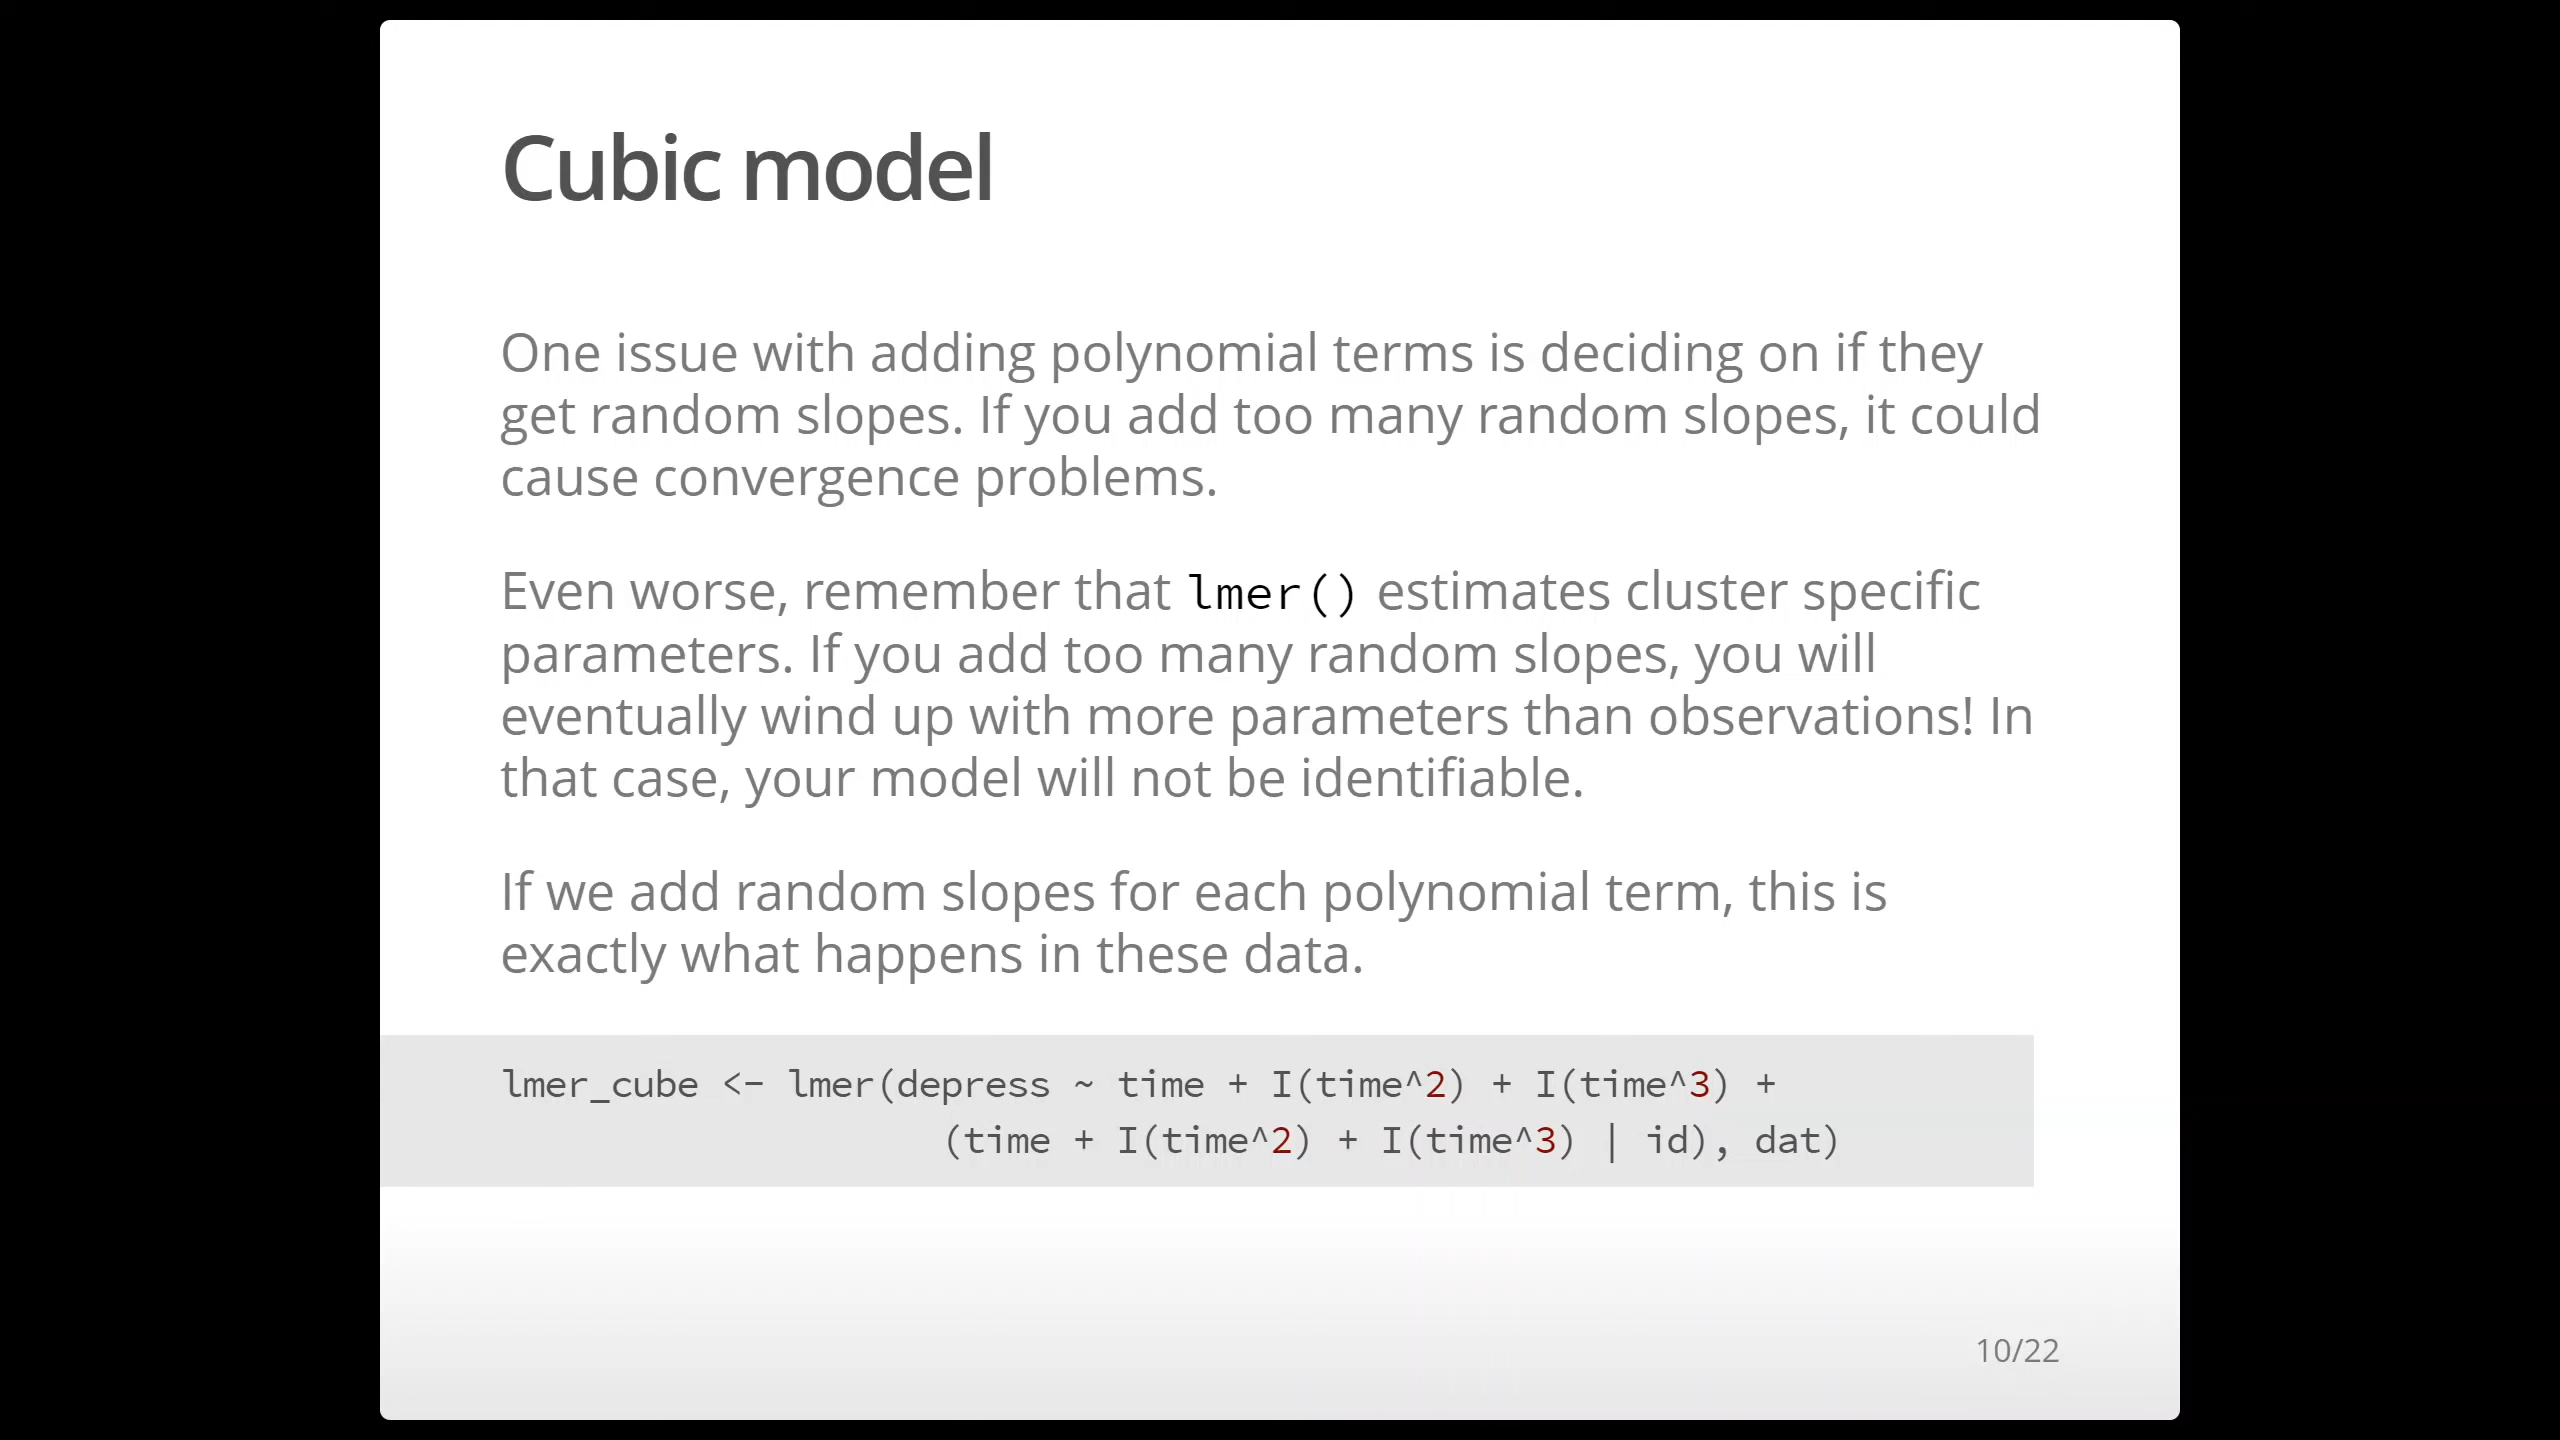 Cubic model
One issue with adding polynomial terms is deciding on if they
get random slopes. If you add too many random slopes, it could
cause convergence problems.
Even worse, remember that lmer() estimates cluster specific
parameters. If you add too many random slopes, you will
eventually wind up with more parameters than observations! In
that case, your model will not be identifiable.
If we add random slopes for each polynomial term, this is
exactly what happens in these data.
lmer_cube <- lmer(depress ~ time + I(time^2) + I(time^3) +
(time + I(time^2) + I(time^3) | id), dat)
10/22